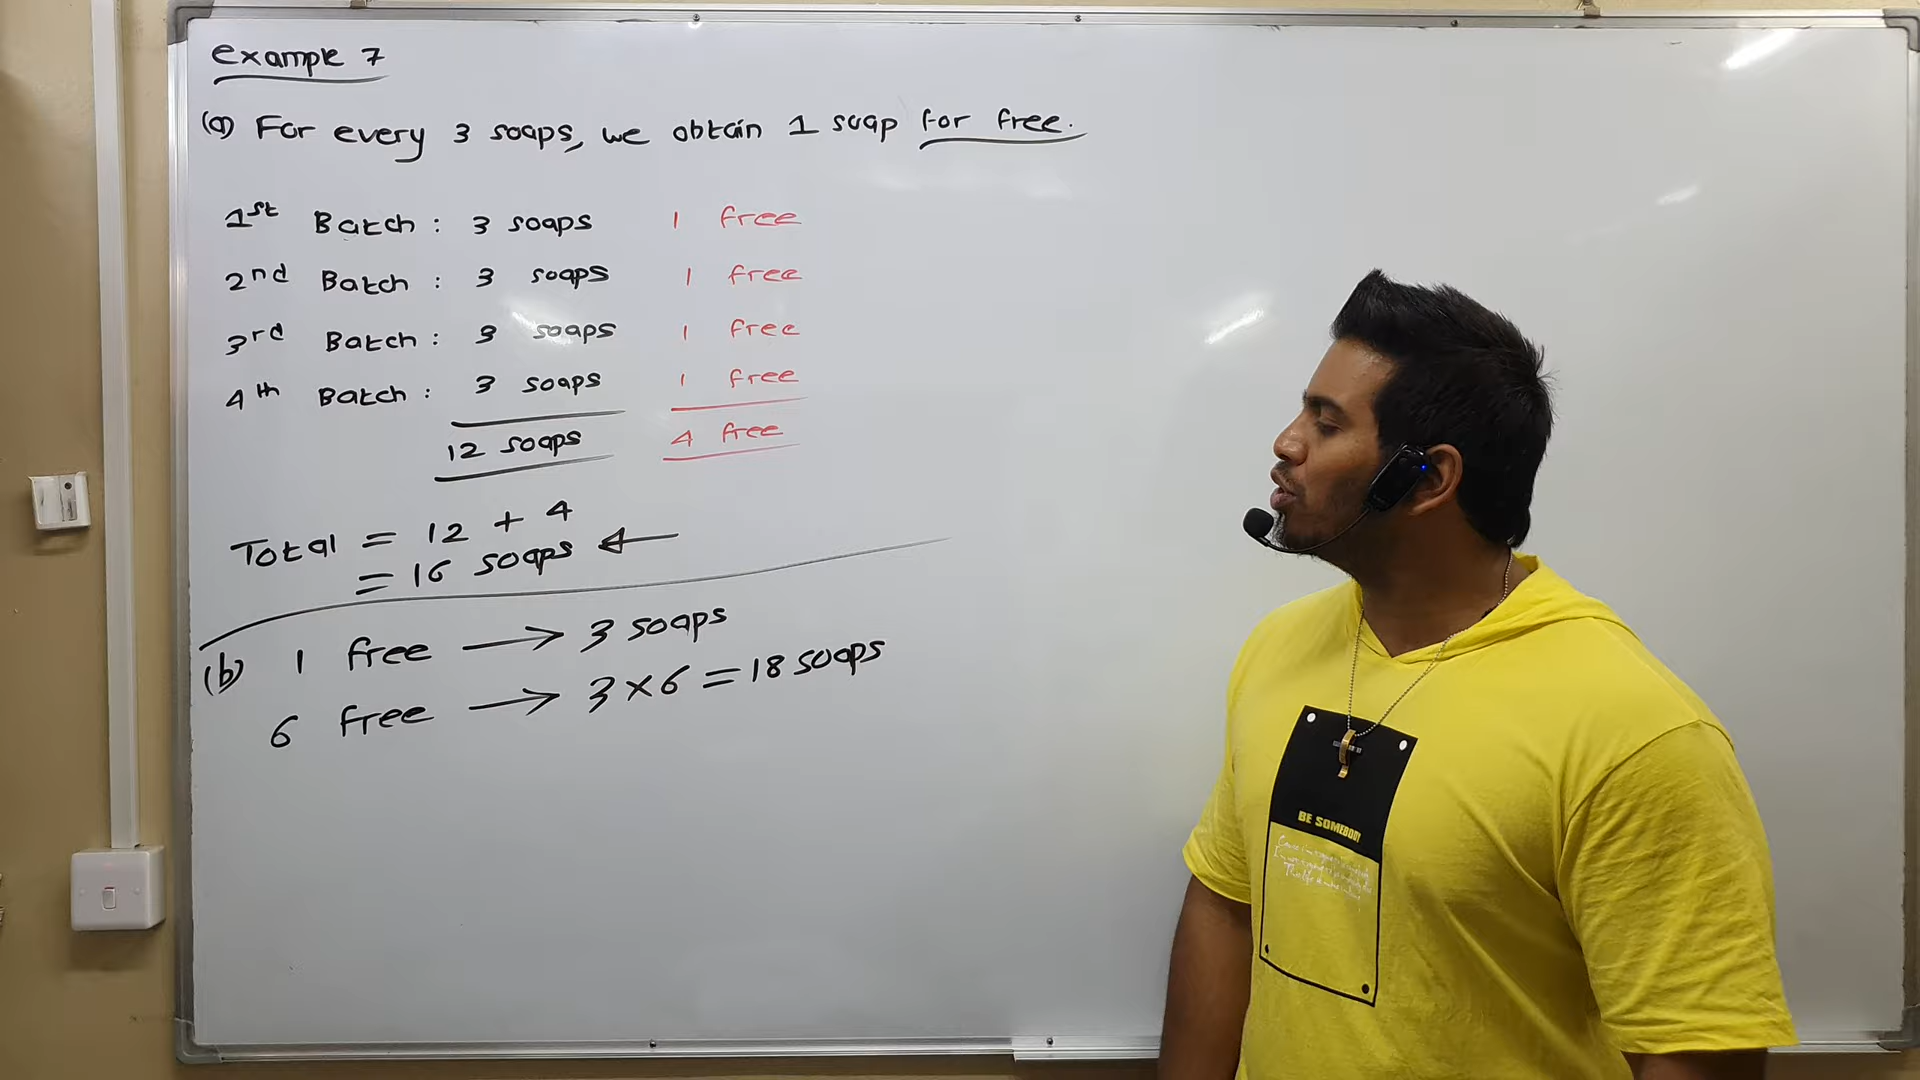 example 7
(a) For every 3 soaps, we obtain 1 soap for free.
1st Batch : 3 soaps 1 free
2nd Batch : 3 soaps 1 free
3rd Batch : 3 soaps 1 free
4th Batch : 3 soaps 1 free
12 soaps 4 free
Total = 12 + 4
= 16 soaps ←
(b) 1 free → 3 soaps
6 free → 3 × 6 = 18 soaps
BE SOMEBODY